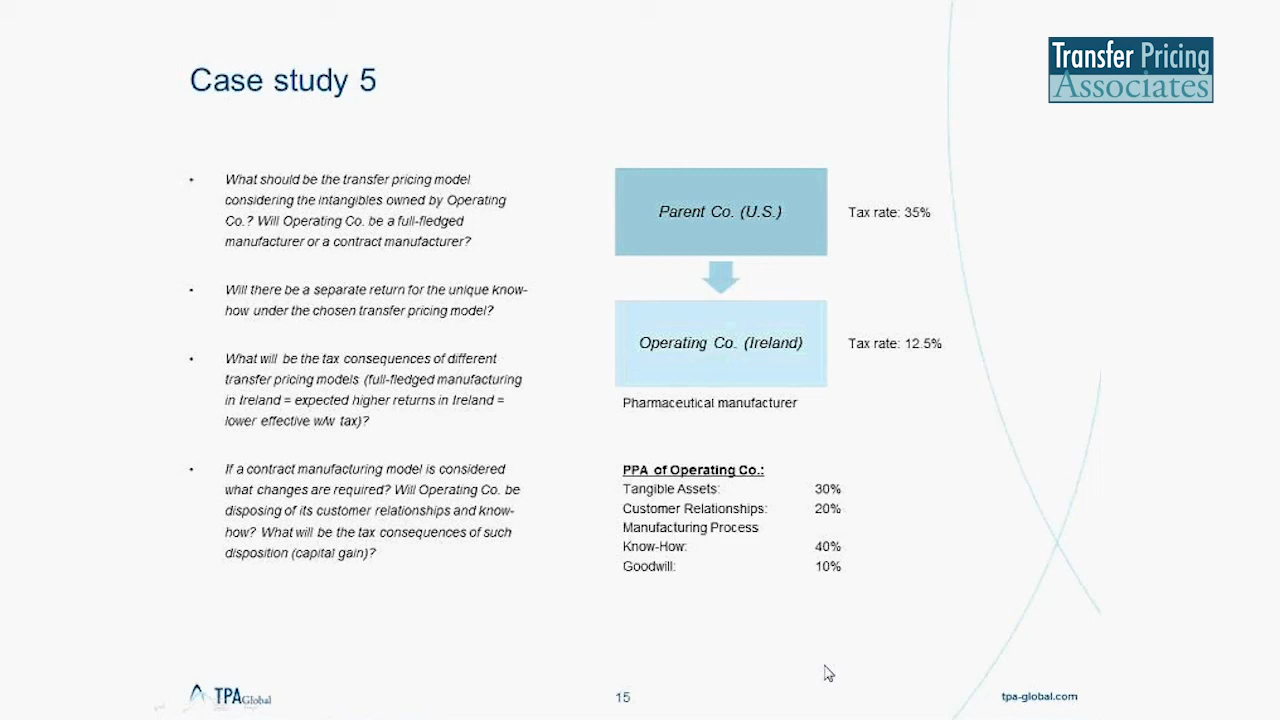 Transfer Pricing
Associates
Case study 5
• What should be the transfer pricing model
considering the intangibles owned by Operating
Co.? Will Operating Co. be a full-fledged
manufacturer or a contract manufacturer?
• Will there be a separate return for the unique know-
how under the chosen transfer pricing model?
• What will be the tax consequences of different
transfer pricing models (full-fledged manufacturing
in Ireland = expected higher returns in Ireland =
lower effective w/w tax)?
• If a contract manufacturing model is considered
what changes are required? Will Operating Co. be
disposing of its customer relationships and know-
how? What will be the tax consequences of such
disposition (capital gain)?
Parent Co. (U.S.)
Tax rate: 35%
Operating Co. (Ireland)
Tax rate: 12.5%
Pharmaceutical manufacturer
PPA of Operating Co.:
Tangible Assets: 30%
Customer Relationships: 20%
Manufacturing Process
Know-How: 40%
Goodwill: 10%
TPA Global
15
tpa-global.com